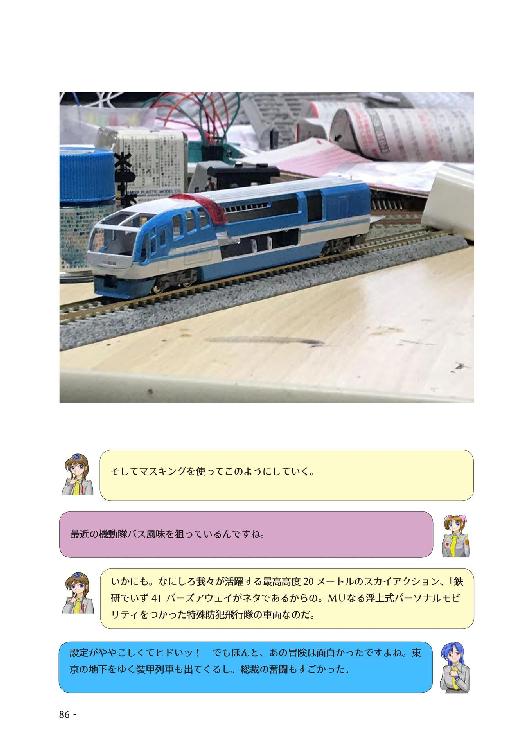 そしてマスキングを使ってこのようにしていく。
最近の機動隊バス風味を狙っているんですね。
いかにも。なにしろ我々が活躍する最高高度 20 メートルのスカイアクション、「鉄
研でいず 4」バーズアウェイがネタであるからの。MUなる浮上式パーソナルモビ
リティをつかった特殊防犯飛行隊の車両なのだ。
設定がややこしくてヒドいッ!　でもほんと、あの冒険は面白かったですよね。東
京の地下をゆく装甲列車も出てくるし。総裁の奮闘もすごかった。
86 -